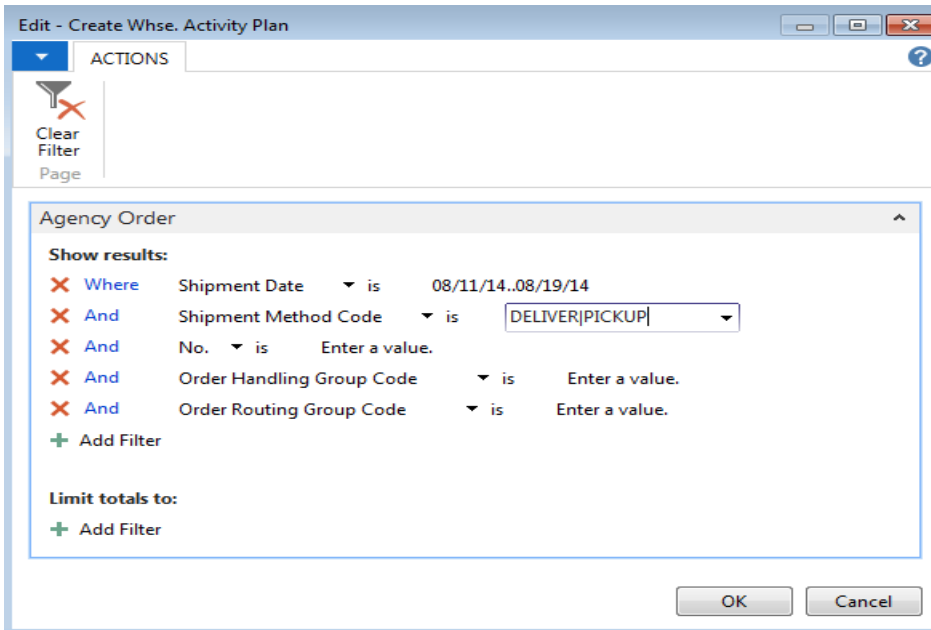 Edit - Create Whse. Activity Plan
ACTIONS
?
Clear
Filter
Page
Agency Order
Show results:
Where Shipment Date is 08/11/14..08/19/14
And Shipment Method Code is DELIVER|PICKUP
And No. is Enter a value.
And Order Handling Group Code is Enter a value.
And Order Routing Group Code is Enter a value.
Add Filter
Limit totals to:
Add Filter
OK Cancel